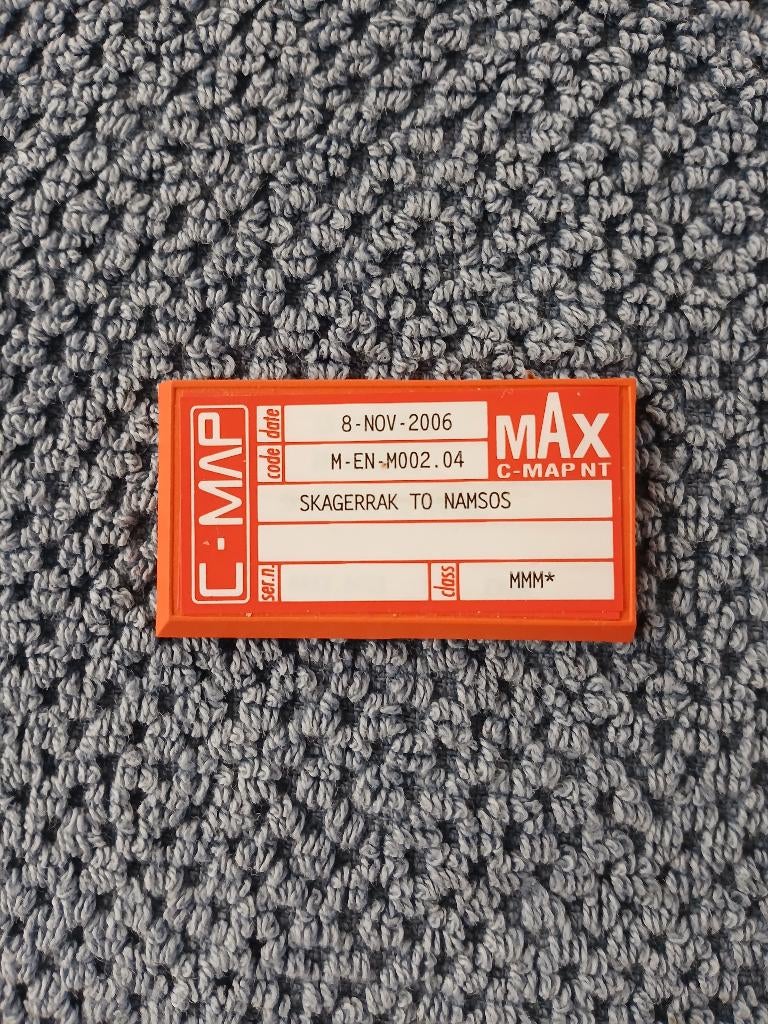 C-MAP
date 8-NOV-2006
code M-EN-M002.04
MAX
C-MAP NT
SKAGERRAK TO NAMSOS
ser.n.
class MMM*